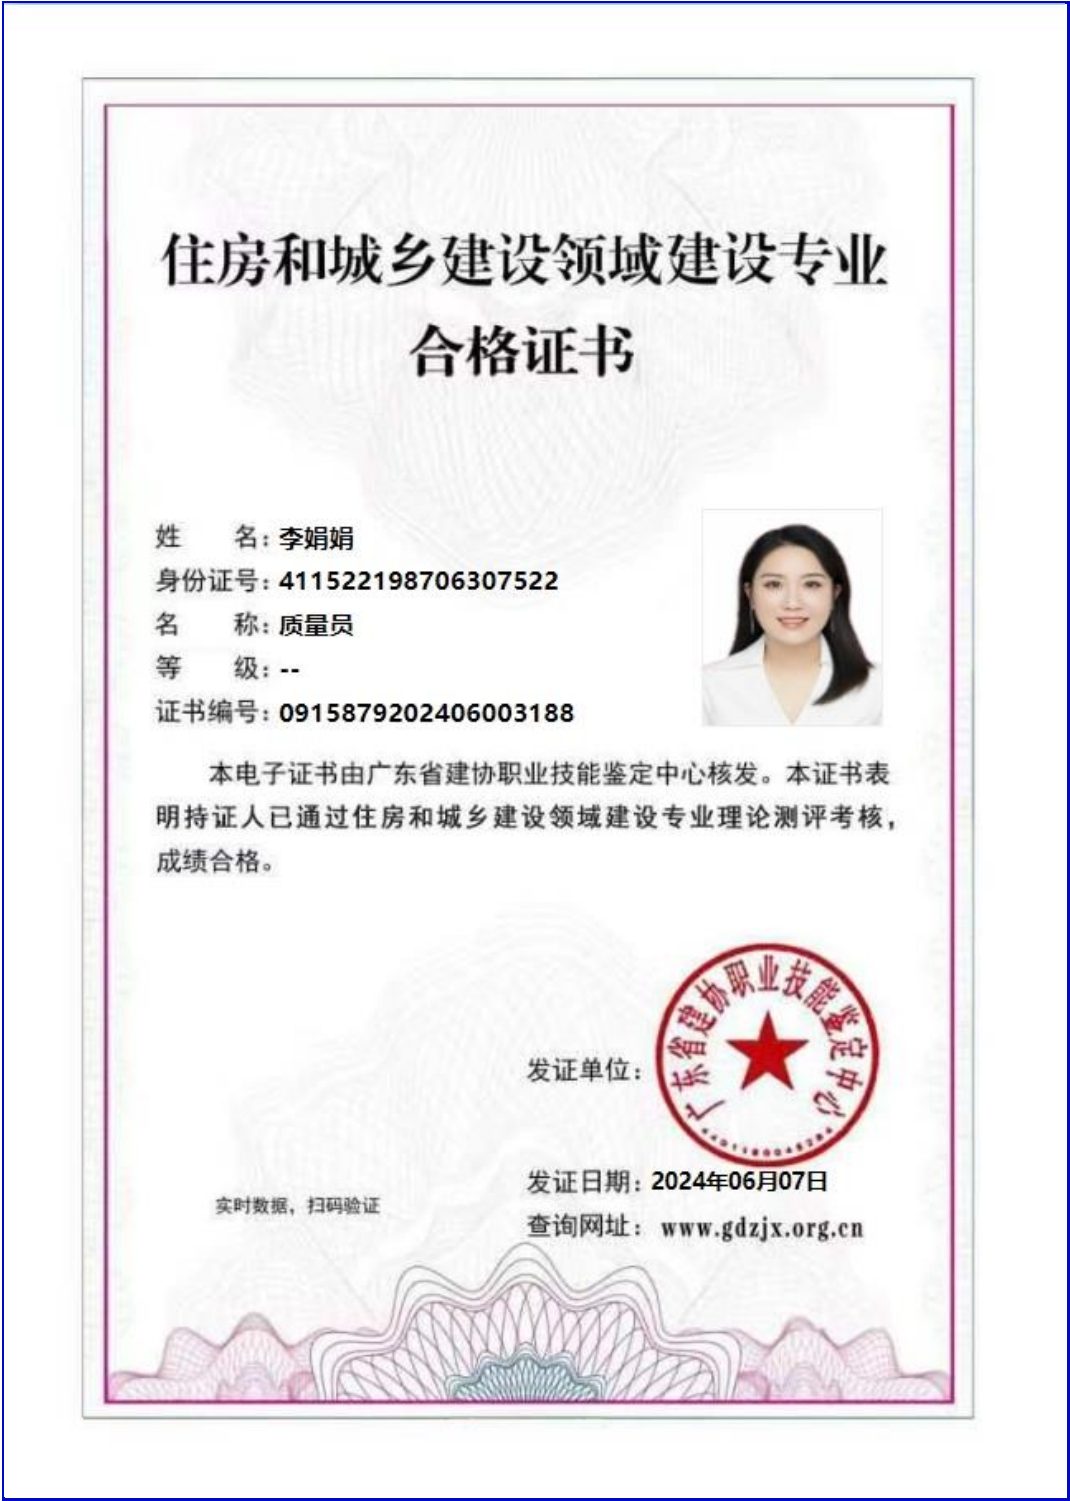 住房和城乡建设领域建设专业
合格证书
姓 名：李娟娟
身份证号：411522198706307522
名 称：质量员
等 级：--
证书编号：0915879202406003188
本电子证书由广东省建协职业技能鉴定中心核发。本证书表
明持证人已通过住房和城乡建设领域建设专业理论测评考核，
成绩合格。
广东省建协职业技能鉴定中心
发证单位：
发证日期：2024年06月07日
实时数据，扫码验证
查询网址：www.gdzjx.org.cn